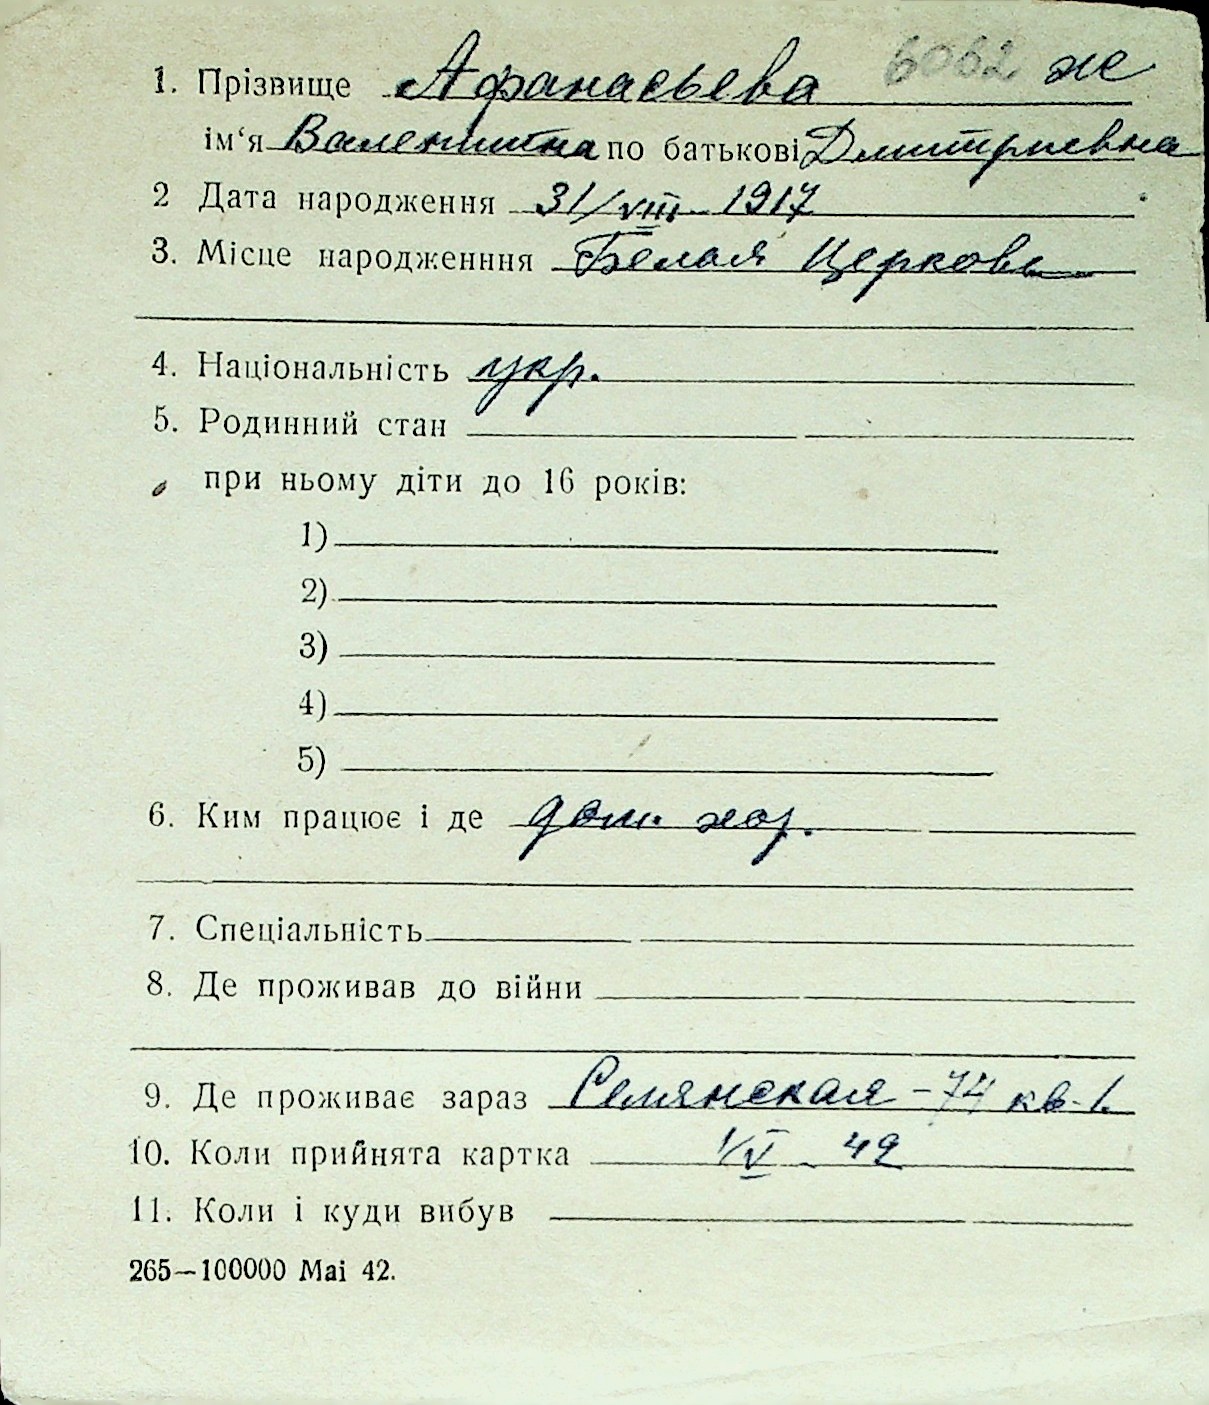 6062 ж
1. Прізвище Афанасьева
ім‘я Валентина по батькові Дмитриевна
2 Дата народження 31/VIII 1917
3. Місце народженння Белая Церковь
4. Національність укр.
5. Родинний стан
при ньому діти до 16 років:
1)
2)
3)
4)
5)
6. Ким працює і де дом. хоз.
7. Спеціальність
8. Де проживав до війни
9. Де проживає зараз Селянская – 74 кв. 1.
10. Коли прийнята картка 1/V 42
11. Коли і куди вибув
265—100000 Mai 42.